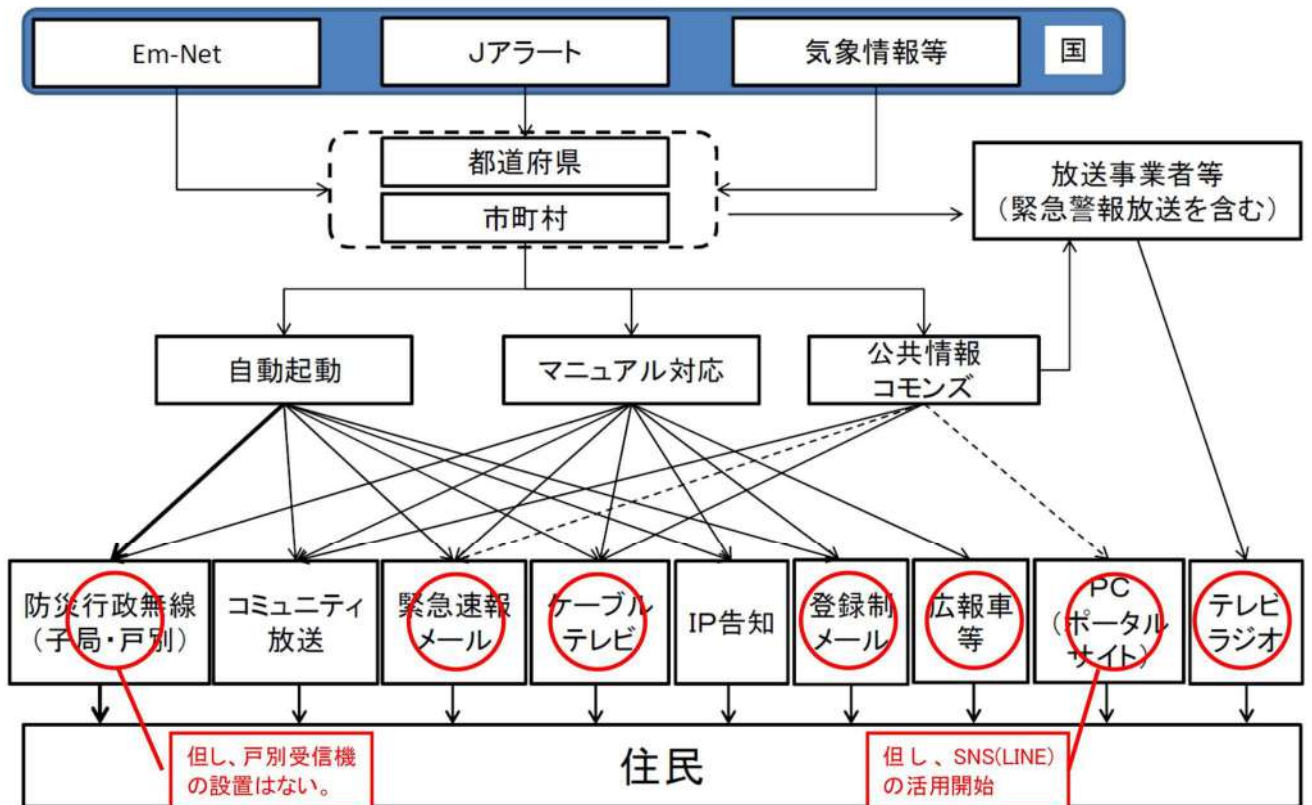 Em-Net
Jアラート
気象情報等
国
都道府県
市町村
放送事業者等
（緊急警報放送を含む）
自動起動
マニュアル対応
公共情報
コモンズ
防災行政無線
（子局・戸別）
コミュニティ
放送
緊急速報
メール
ケーブル
テレビ
IP告知
登録制
メール
広報車
等
PC
（ポータル
サイト）
テレビ
ラジオ
住民
但し、戸別受信機
の設置はない。
但し、SNS(LINE)
の活用開始